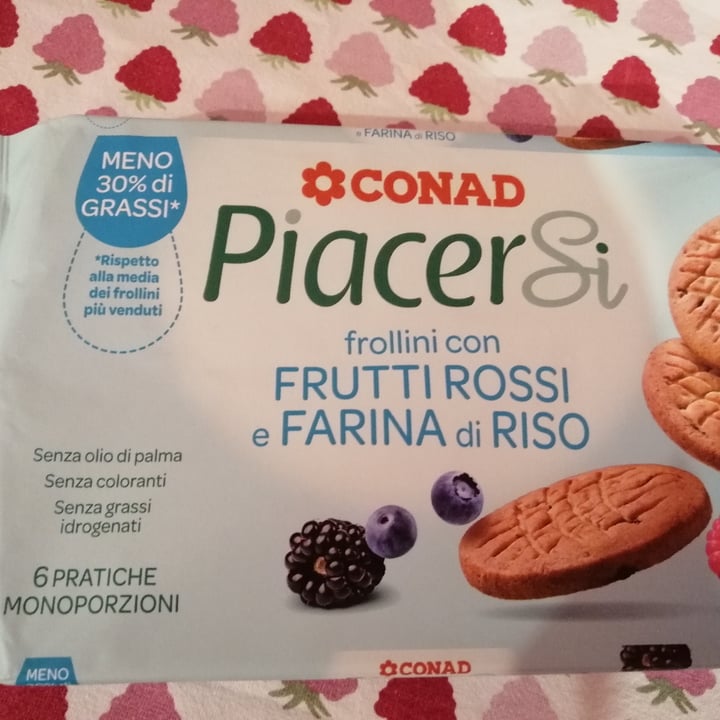 e FARINA di RISO
MENO
30% di
GRASSI*
*Rispetto
alla media
dei frollini
più venduti
CONAD
PiacerSi
frollini con
FRUTTI ROSSI
e FARINA di RISO
Senza olio di palma
Senza coloranti
Senza grassi
idrogenati
6 PRATICHE
MONOPORZIONI
MENO
CONAD